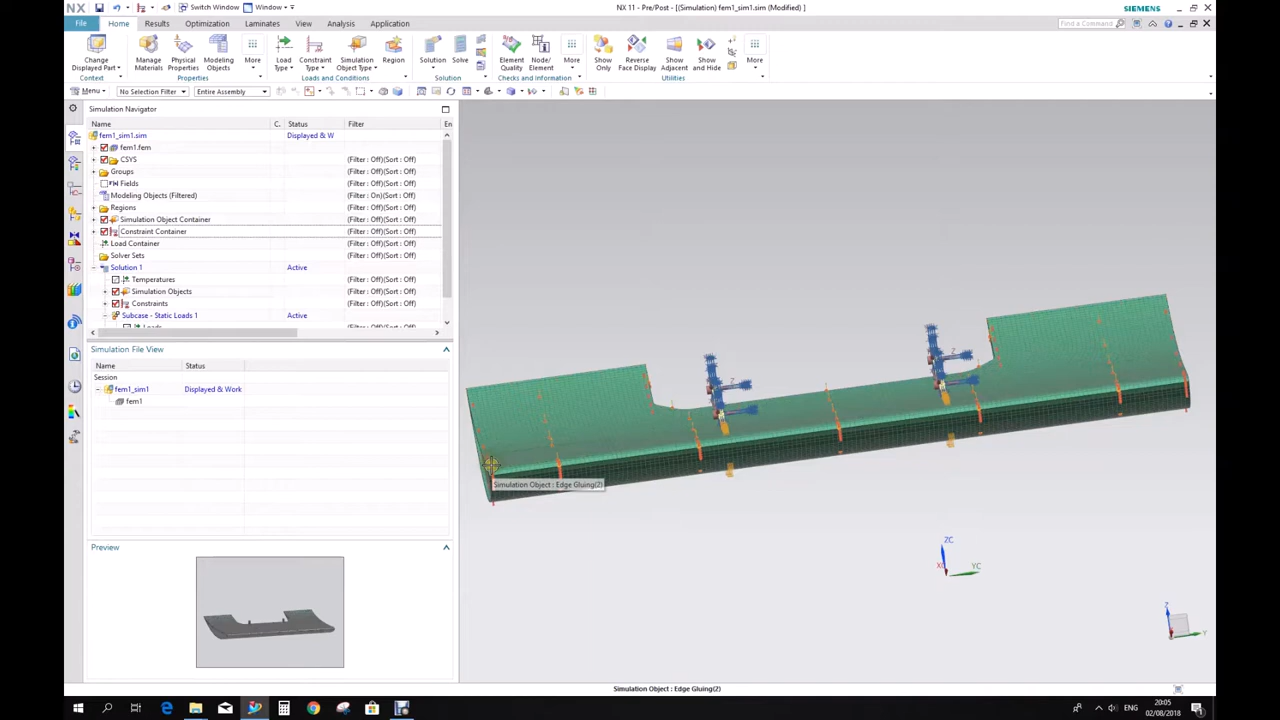 NX
Switch Window
Window
NX 11 - Pre/Post - [(Simulation) fem1_sim1.sim (Modified) ]
SIEMENS
File
Home
Results
Optimization
Laminates
View
Analysis
Application
Find a Command
Change
Displayed Part
Manage
Materials
Physical
Properties
Modeling
Objects
More
Load
Type
Constraint
Type
Simulation
Object Type
Region
Solution
Solve
Element
Quality
Node/
Element
More
Show
Only
Reverse
Face Display
Show
Adjacent
Show
and Hide
More
Context
Properties
Loads and Conditions
Solution
Checks and Information
Utilities
Menu
No Selection Filter
Entire Assembly
Simulation Navigator
Name C. Status Filter En
fem1_sim1.sim Displayed & W
fem1.fem
CSYS (Filter : Off)(Sort : Off)
Groups (Filter : Off)(Sort : Off)
Fields (Filter : Off)(Sort : Off)
Modeling Objects (Filtered) (Filter : On)(Sort : Off)
Regions (Filter : Off)(Sort : Off)
Simulation Object Container (Filter : Off)(Sort : Off)
Constraint Container (Filter : Off)(Sort : Off)
Load Container (Filter : Off)(Sort : Off)
Solver Sets (Filter : Off)(Sort : Off)
Solution 1 Active
Temperatures (Filter : Off)(Sort : Off)
Simulation Objects (Filter : Off)(Sort : Off)
Constraints (Filter : Off)(Sort : Off)
Subcase - Static Loads 1 Active
Loads
Simulation File View
Name Status
Session
fem1_sim1 Displayed & Work
fem1
Preview
Simulation Object : Edge Gluing(2)
ZC
YC
Z
Y
Simulation Object : Edge Gluing(2)
ENG
20:05
02/08/2018